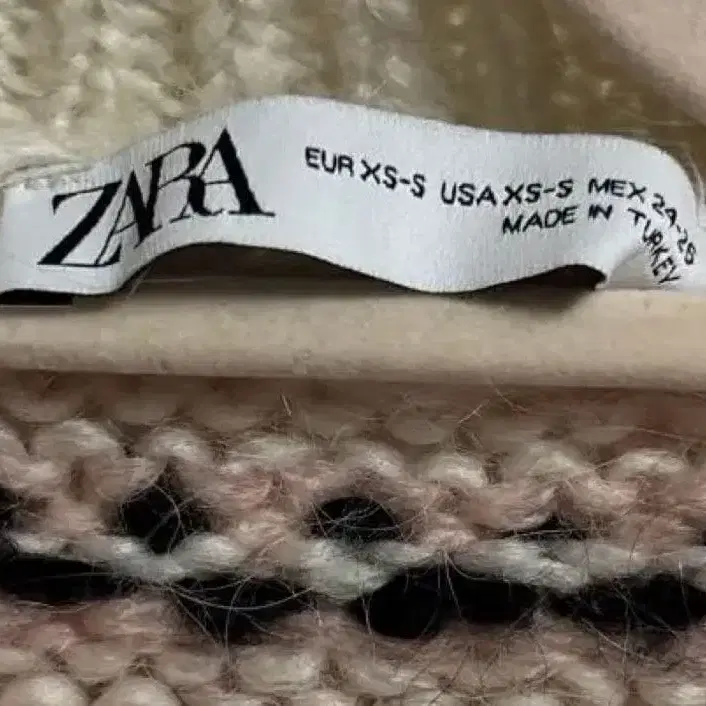 ZARA
EUR XS-S USA XS-S MEX 24-26
MADE IN TURKEY